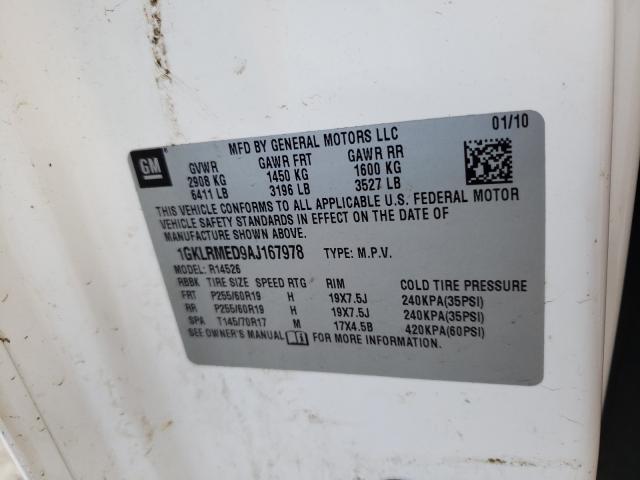 01/10
MFD BY GENERAL MOTORS LLC
GM
GVWR GAWR FRT GAWR RR
2908 KG 1450 KG 1600 KG
6411 LB 3196 LB 3527 LB
THIS VEHICLE CONFORMS TO ALL APPLICABLE U.S. FEDERAL MOTOR
VEHICLE SAFETY STANDARDS IN EFFECT ON THE DATE OF
MANUFACTURE SHOWN ABOVE.
1GKLRMED9AJ167978 TYPE: M.P.V.
MODEL: R14526
RBBK TIRE SIZE SPEED RTG RIM COLD TIRE PRESSURE
FRT P255/60R19 H 19X7.5J 240KPA(35PSI)
RR P255/60R19 H 19X7.5J 240KPA(35PSI)
SPA T145/70R17 M 17X4.5B 420KPA(60PSI)
SEE OWNER'S MANUAL FOR MORE INFORMATION.